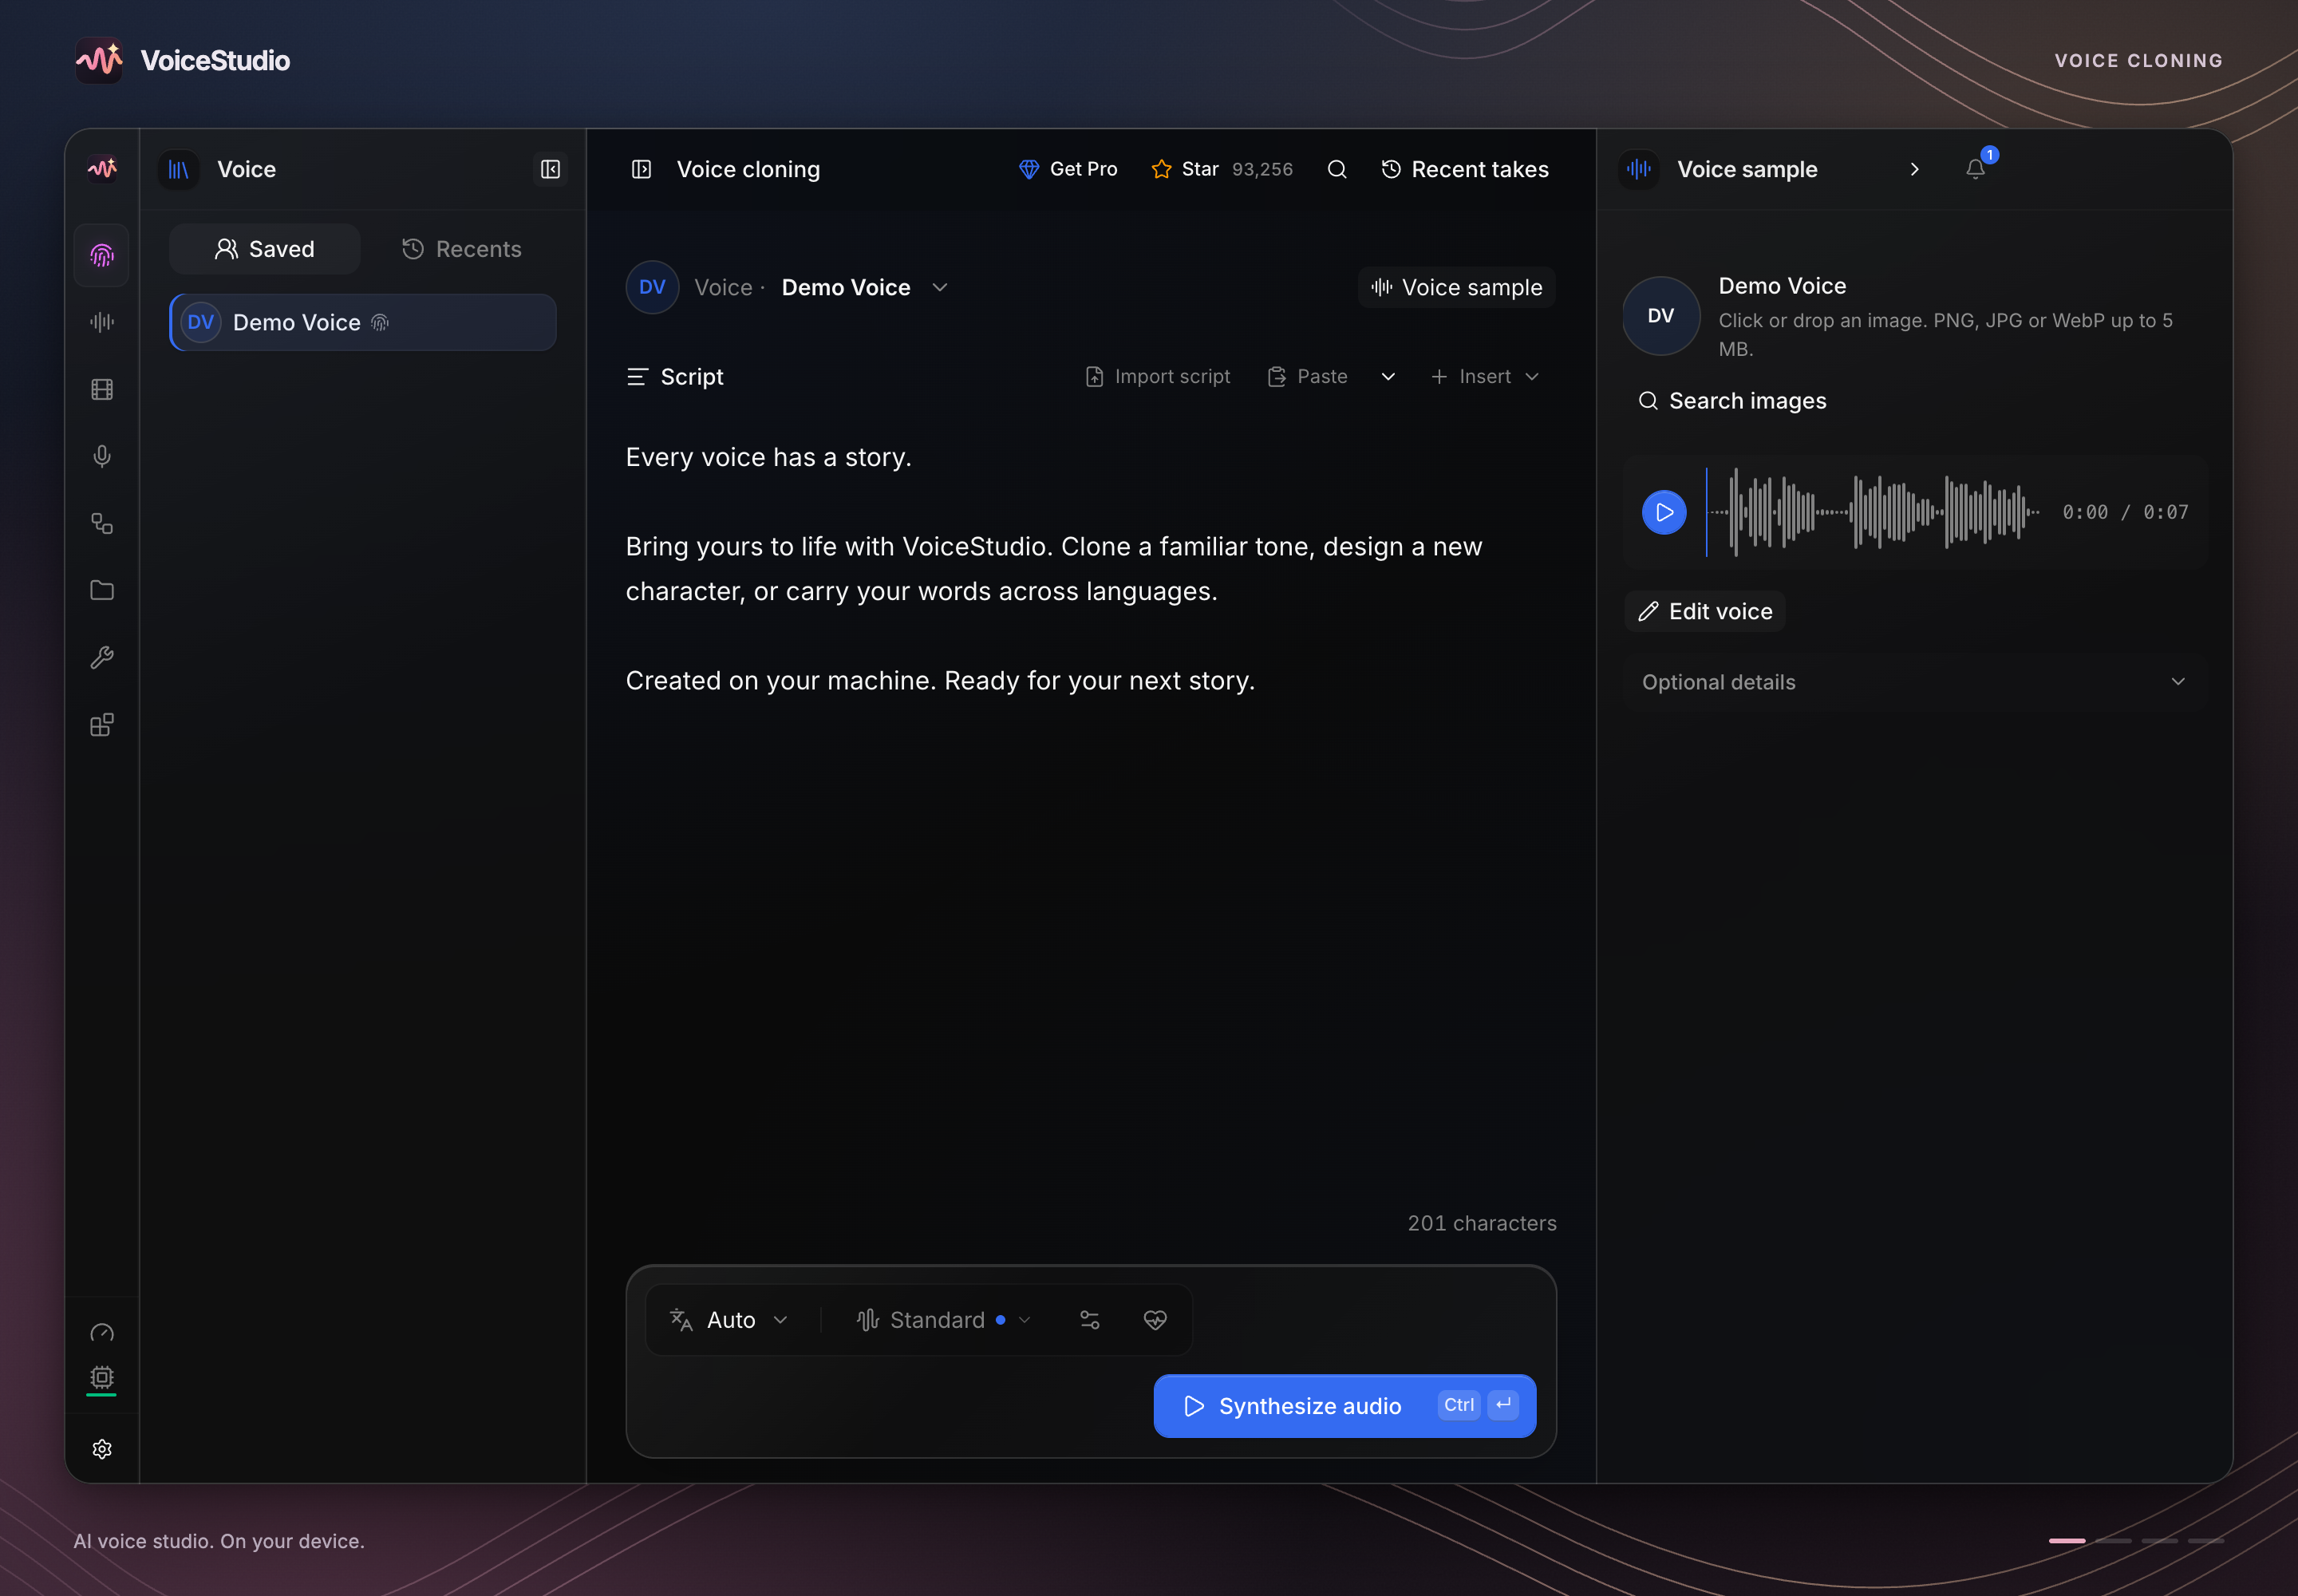 VoiceStudio
VOICE CLONING
Voice
Saved
Recents
DV Demo Voice
Voice cloning
Get Pro
Star 93,256
Recent takes
DV Voice · Demo Voice
Voice sample
Script
Import script
Paste
Insert
Every voice has a story.
Bring yours to life with VoiceStudio. Clone a familiar tone, design a new
character, or carry your words across languages.
Created on your machine. Ready for your next story.
201 characters
Auto
Standard
Synthesize audio Ctrl ↵
Voice sample
1
DV
Demo Voice
Click or drop an image. PNG, JPG or WebP up to 5
MB.
Search images
0:00 / 0:07
Edit voice
Optional details
AI voice studio. On your device.